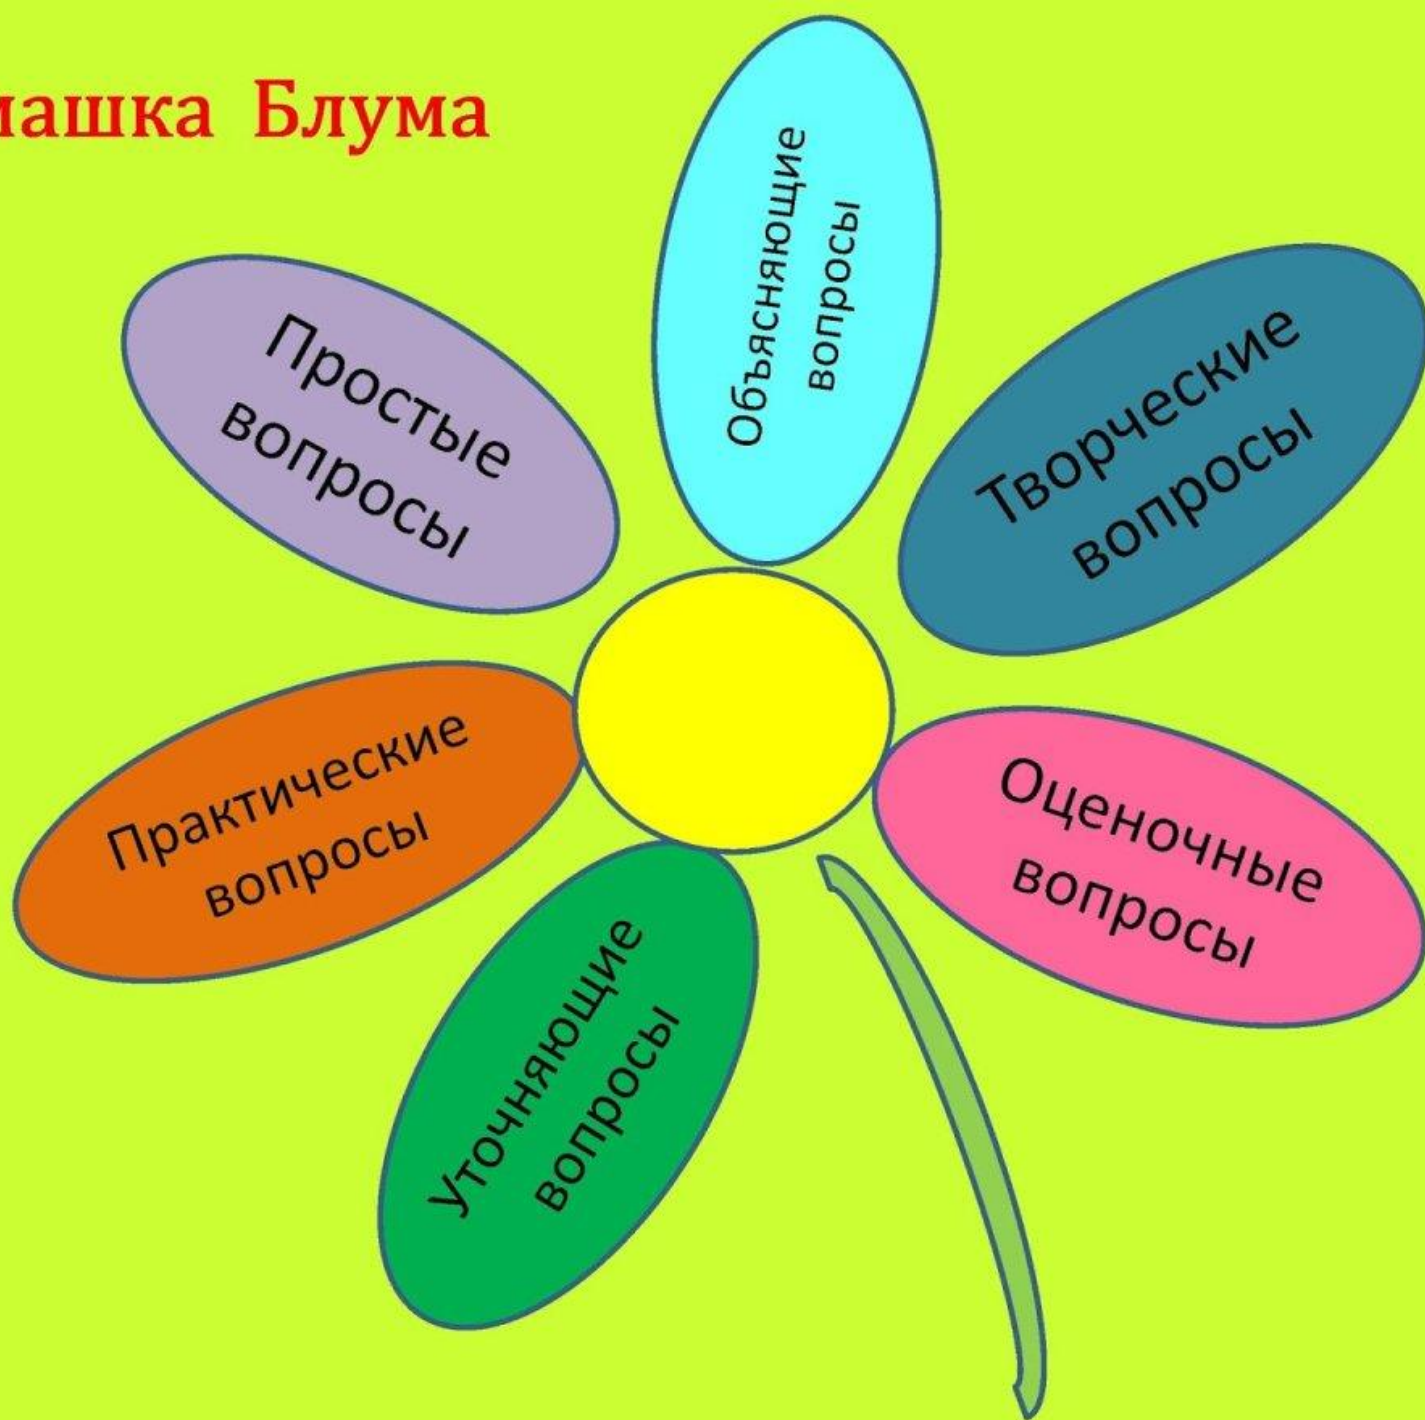 машка Блума
Объясняющие
вопросы
Простые
вопросы
Творческие
вопросы
Практические
вопросы
Оценочные
вопросы
Уточняющие
вопросы